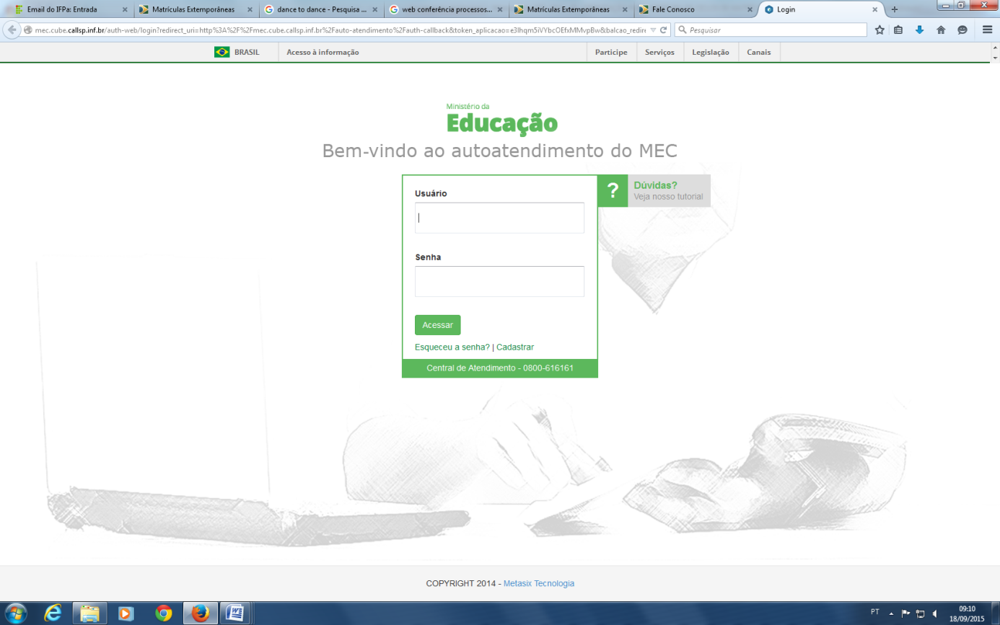 Email do IFPa: Entrada
Matrículas Extemporâneas
dance to dance - Pesquisa ...
web conferência processos...
Matrículas Extemporâneas
Fale Conosco
Login
mec.cube.callsp.inf.br/auth-web/login?redirect_uri=http%3A%2F%2Fmec.cube.callsp.inf.br%2Fauto-atendimento%2Fauth-callback&token_aplicacao=e3lhqm5iVYbcOEfxMMvpBw&balcao_redire
Pesquisar
BRASIL
Acesso à informação
Participe
Serviços
Legislação
Canais
Ministério da
Educação
Bem-vindo ao autoatendimento do MEC
Usuário
? Dúvidas?
Veja nosso tutorial
Senha
Acessar
Esqueceu a senha? | Cadastrar
Central de Atendimento - 0800-616161
COPYRIGHT 2014 - Metasix Tecnologia
PT
09:10
18/09/2015